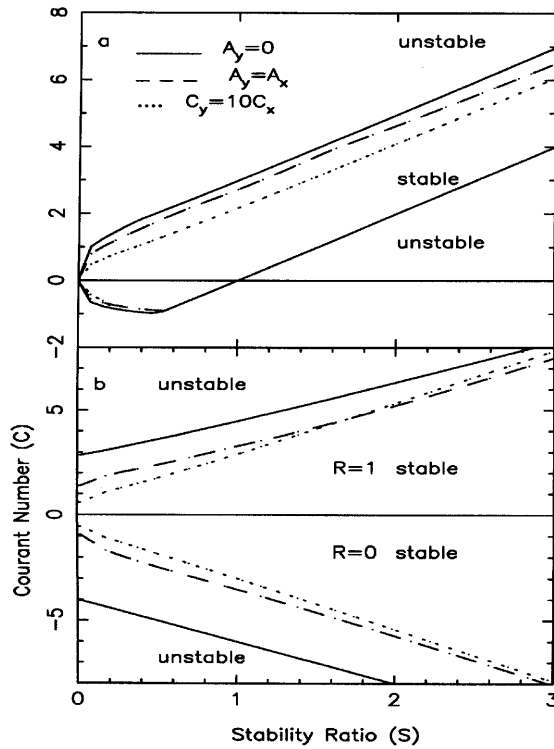 8
a
A_y=0
unstable
A_y=A_x
C_y=10C_x
6
4
stable
2
unstable
0
-2
b
unstable
5
R=1 stable
0
R=0 stable
-5
unstable
Courant Number (C)
0
1
2
3
Stability Ratio (S)